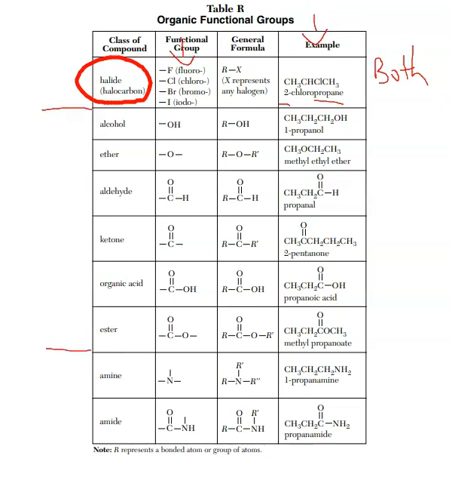 Table R
Organic Functional Groups
Class of Compound Functional Group General Formula Example
halide (halocarbon)
—F (fluoro-)
—Cl (chloro-)
—Br (bromo-)
—I (iodo-)
R—X
(X represents
any halogen)
CH₃CHClCH₃
2-chloropropane
Both
alcohol —OH R—OH CH₃CH₂CH₂OH
1-propanol
ether —O— R—O—R′ CH₃OCH₂CH₃
methyl ethyl ether
aldehyde
O O O
|| || ||
—C—H R—C—H CH₃CH₂C—H
propanal
ketone
O O O
|| || ||
—C— R—C—R′ CH₃CCH₂CH₂CH₃
2-pentanone
organic acid
O O O
|| || ||
—C—OH R—C—OH CH₃CH₂C—OH
propanoic acid
ester
O O O
|| || ||
—C—O— R—C—O—R′ CH₃CH₂COCH₃
methyl propanoate
amine
| R′
—N— |
R—N—R″
CH₃CH₂CH₂NH₂
1-propanamine
amide
O O R′ O
|| | || | ||
—C—NH R—C—NH CH₃CH₂C—NH₂
propanamide
Note: R represents a bonded atom or group of atoms.